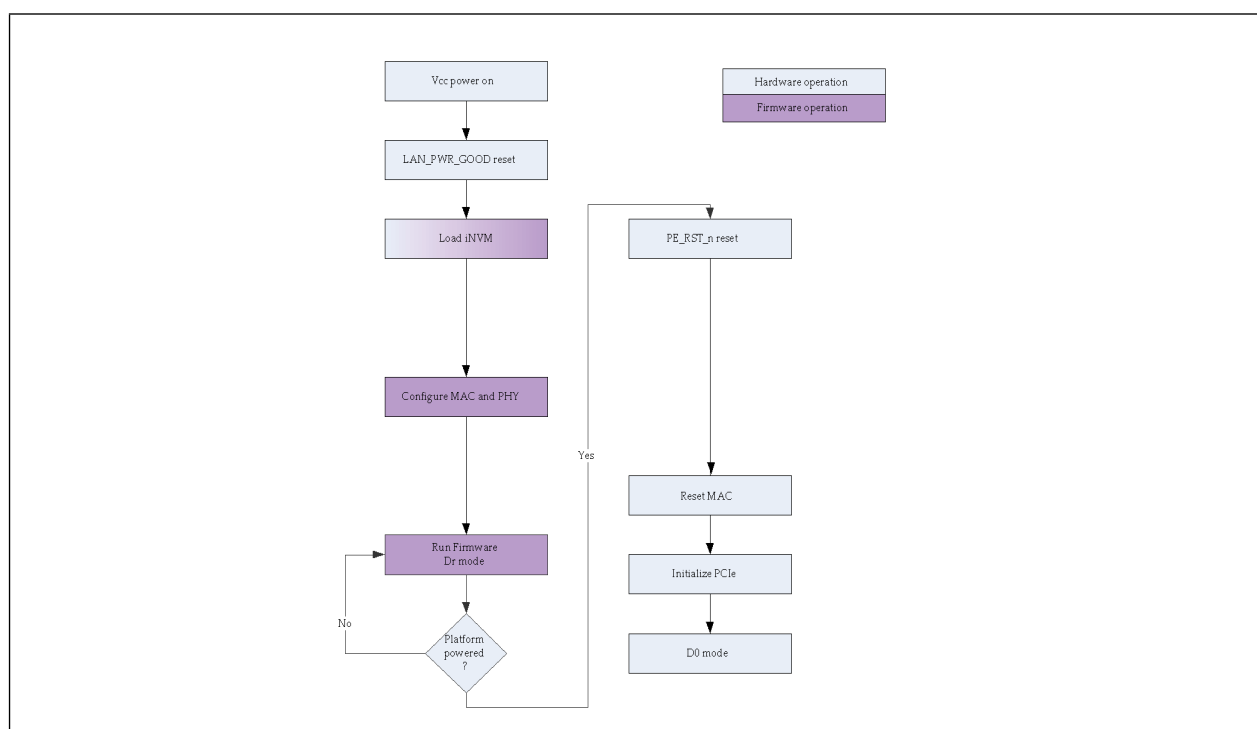 Vcc power on
LAN_PWR_GOOD reset
Load iNVM
Configure MAC and PHY
Run Firmware
Dr mode
No
Platform
powered
?
Yes
Hardware operation
Firmware operation
PE_RST_n reset
Reset MAC
Initialize PCIe
D0 mode